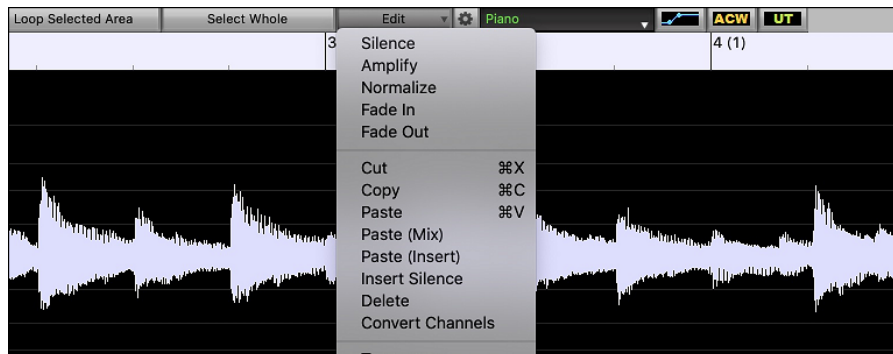 Loop Selected Area Select Whole Edit Piano ACW UT
3 4 (1)
Silence
Amplify
Normalize
Fade In
Fade Out
Cut ⌘X
Copy ⌘C
Paste ⌘V
Paste (Mix)
Paste (Insert)
Insert Silence
Delete
Convert Channels